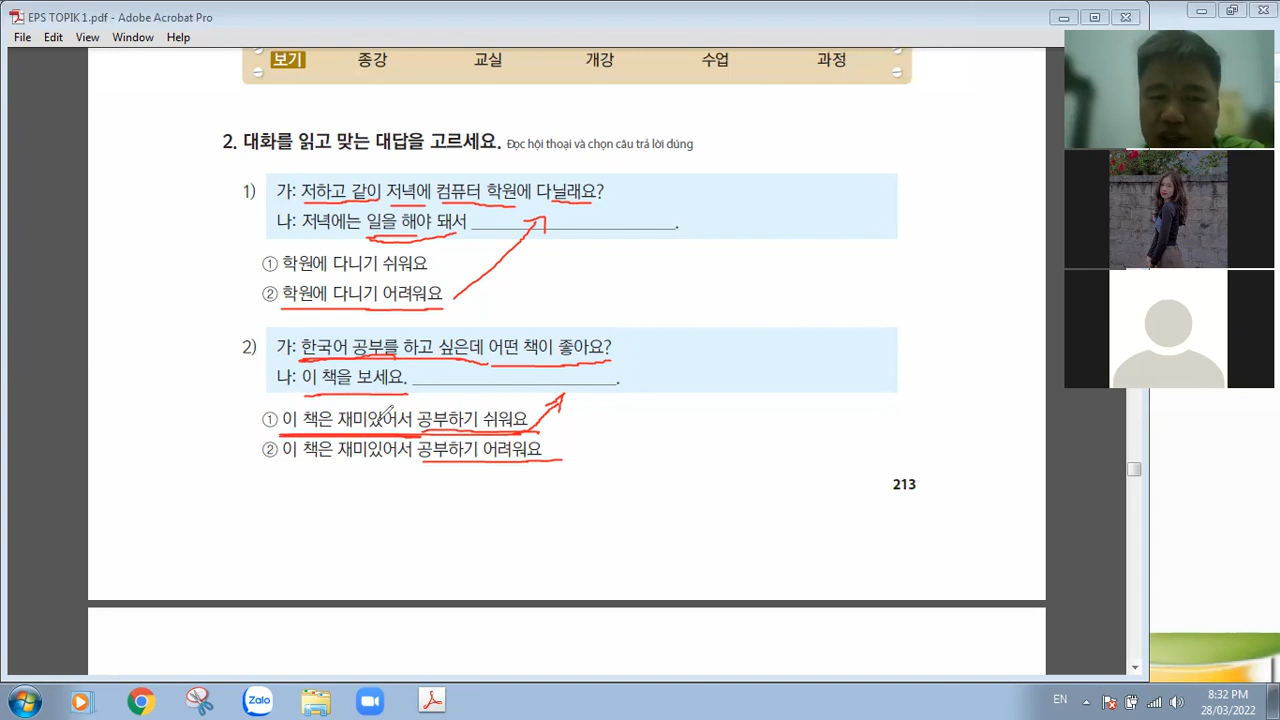 EPS TOPIK 1.pdf - Adobe Acrobat Pro
File Edit View Window Help
보기 종강 교실 개강 수업 과정
2. 대화를 읽고 맞는 대답을 고르세요. Đọc hội thoại và chọn câu trả lời đúng
1) 가: 저하고 같이 저녁에 컴퓨터 학원에 다닐래요?
나: 저녁에는 일을 해야 돼서 ____________________.
① 학원에 다니기 쉬워요
② 학원에 다니기 어려워요
2) 가: 한국어 공부를 하고 싶은데 어떤 책이 좋아요?
나: 이 책을 보세요. ____________________.
① 이 책은 재미있어서 공부하기 쉬워요
② 이 책은 재미있어서 공부하기 어려워요
213
Zalo
EN
8:32 PM
28/03/2022